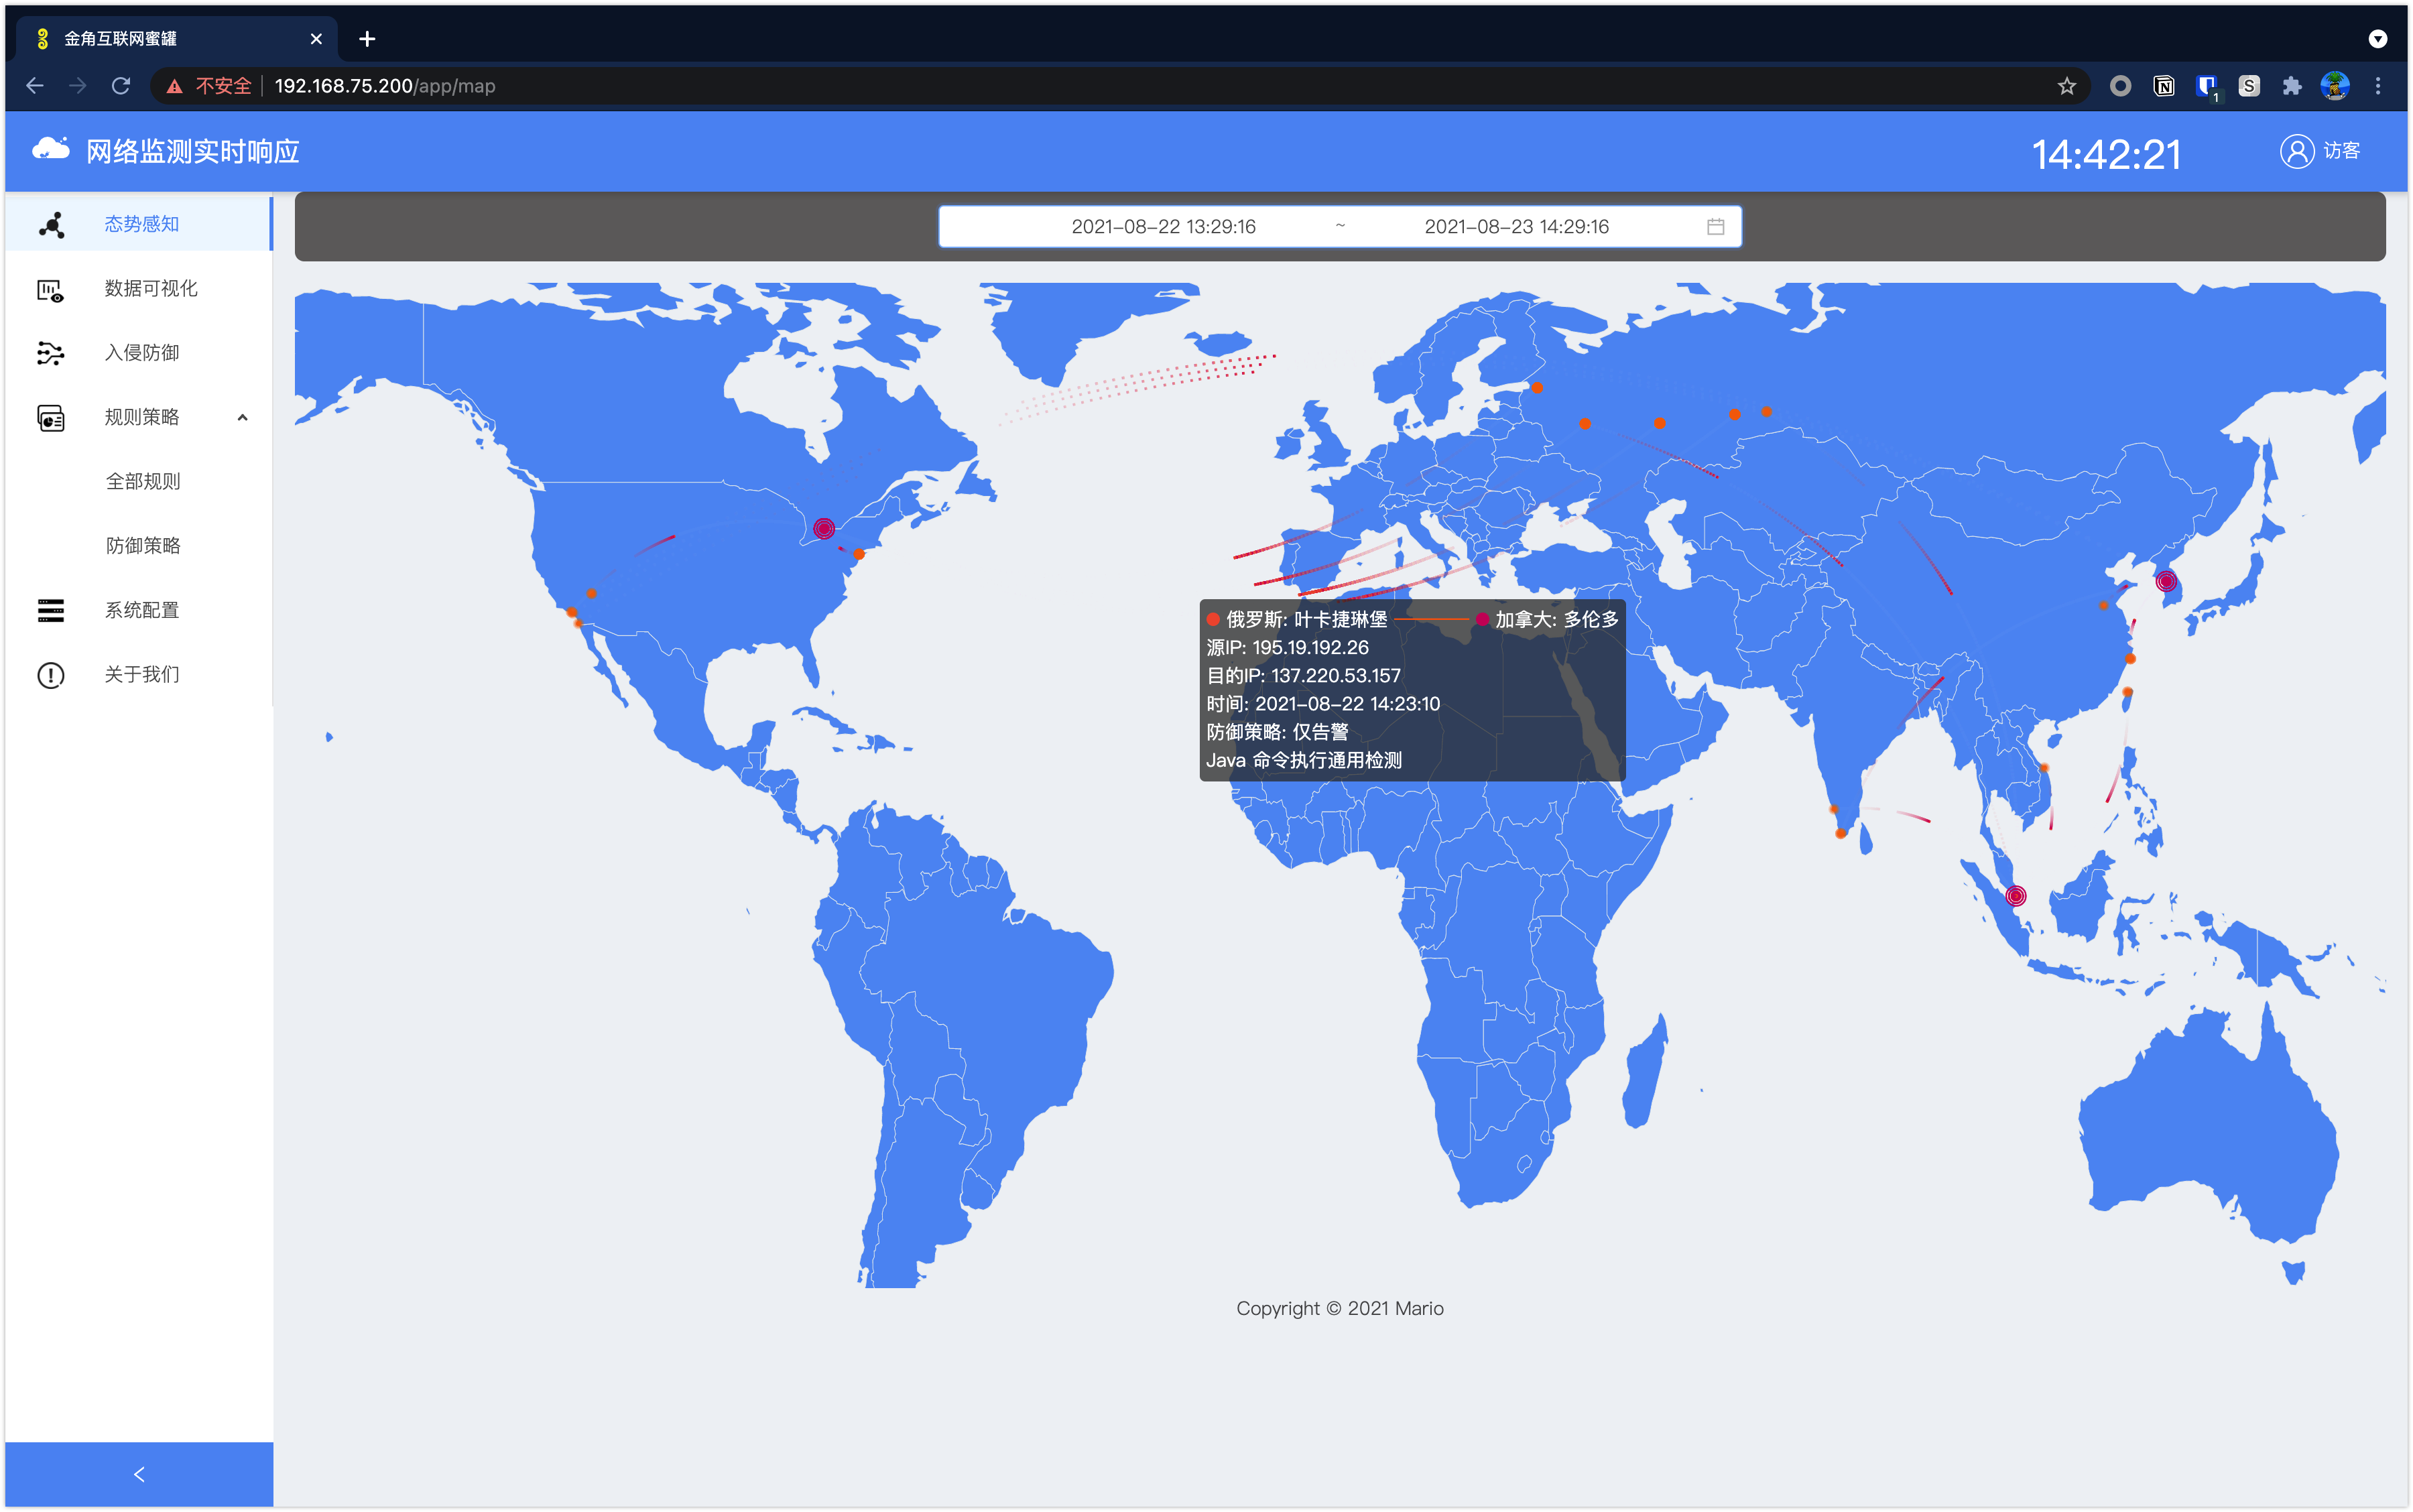 金角互联网蜜罐
不安全 192.168.75.200/app/map
N
1
S
网络监测实时响应
14:42:21
访客
态势感知
2021-08-22 13:29:16 ~ 2021-08-23 14:29:16
数据可视化
入侵防御
规则策略
全部规则
防御策略
系统配置
关于我们
俄罗斯: 叶卡捷琳堡 加拿大: 多伦多
源IP: 195.19.192.26
目的IP: 137.220.53.157
时间: 2021-08-22 14:23:10
防御策略: 仅告警
Java 命令执行通用检测
Copyright © 2021 Mario